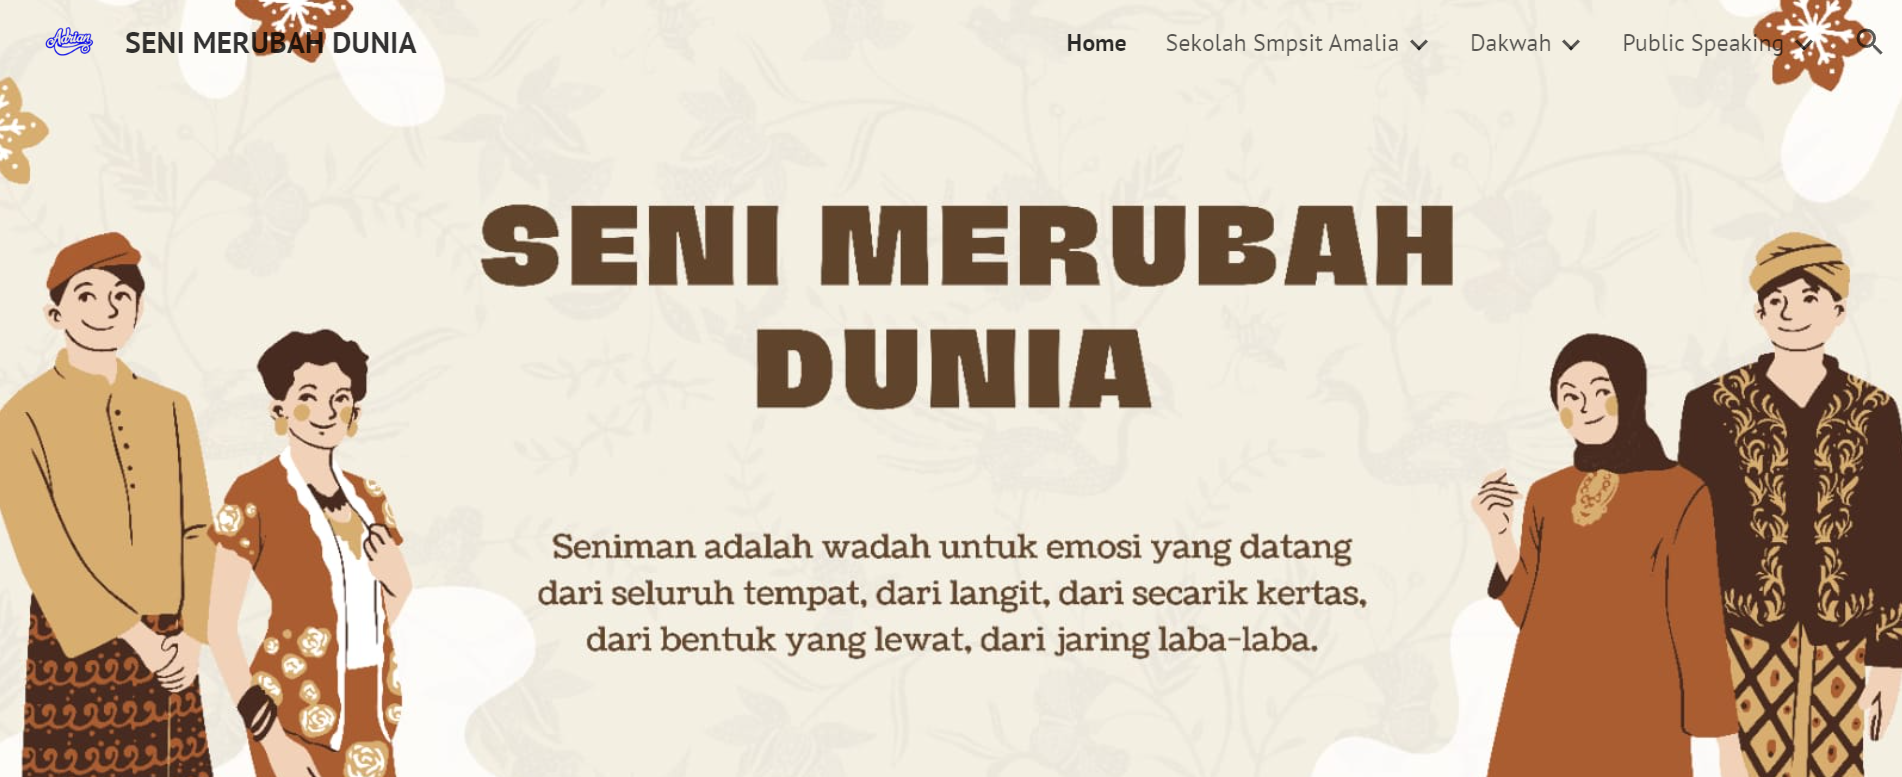 Adrian
SENI MERUBAH DUNIA
Home
Sekolah Smpsit Amalia
Dakwah
Public Speaking
SENI MERUBAH
DUNIA
Seniman adalah wadah untuk emosi yang datang
dari seluruh tempat, dari langit, dari secarik kertas,
dari bentuk yang lewat, dari jaring laba-laba.